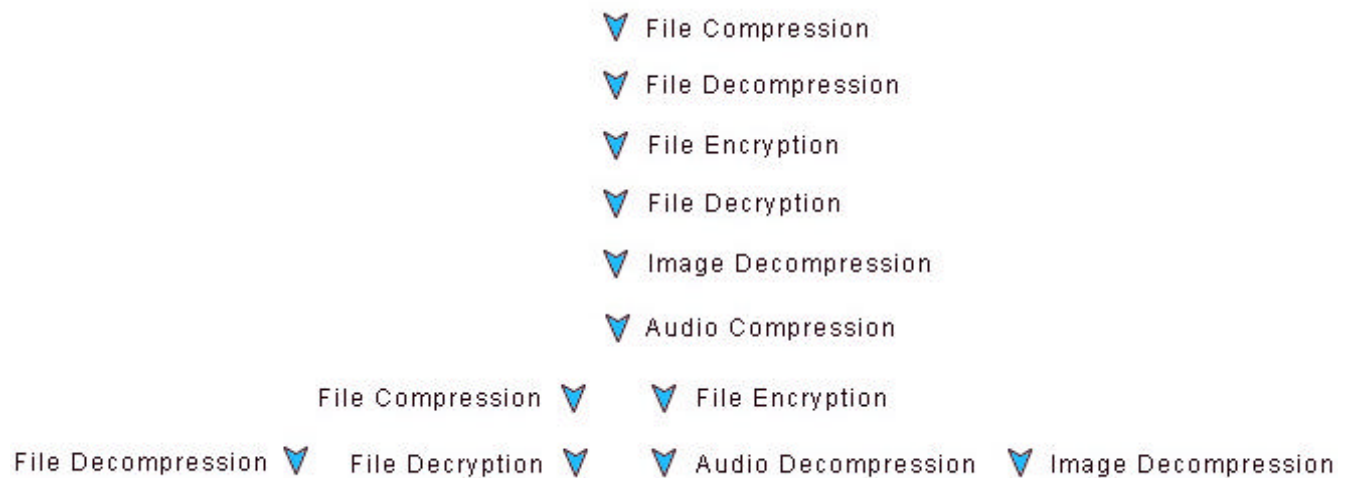 File Compression
File Decompression
File Encryption
File Decryption
Image Decompression
Audio Compression
File Compression File Encryption
File Decompression File Decryption Audio Decompression Image Decompression